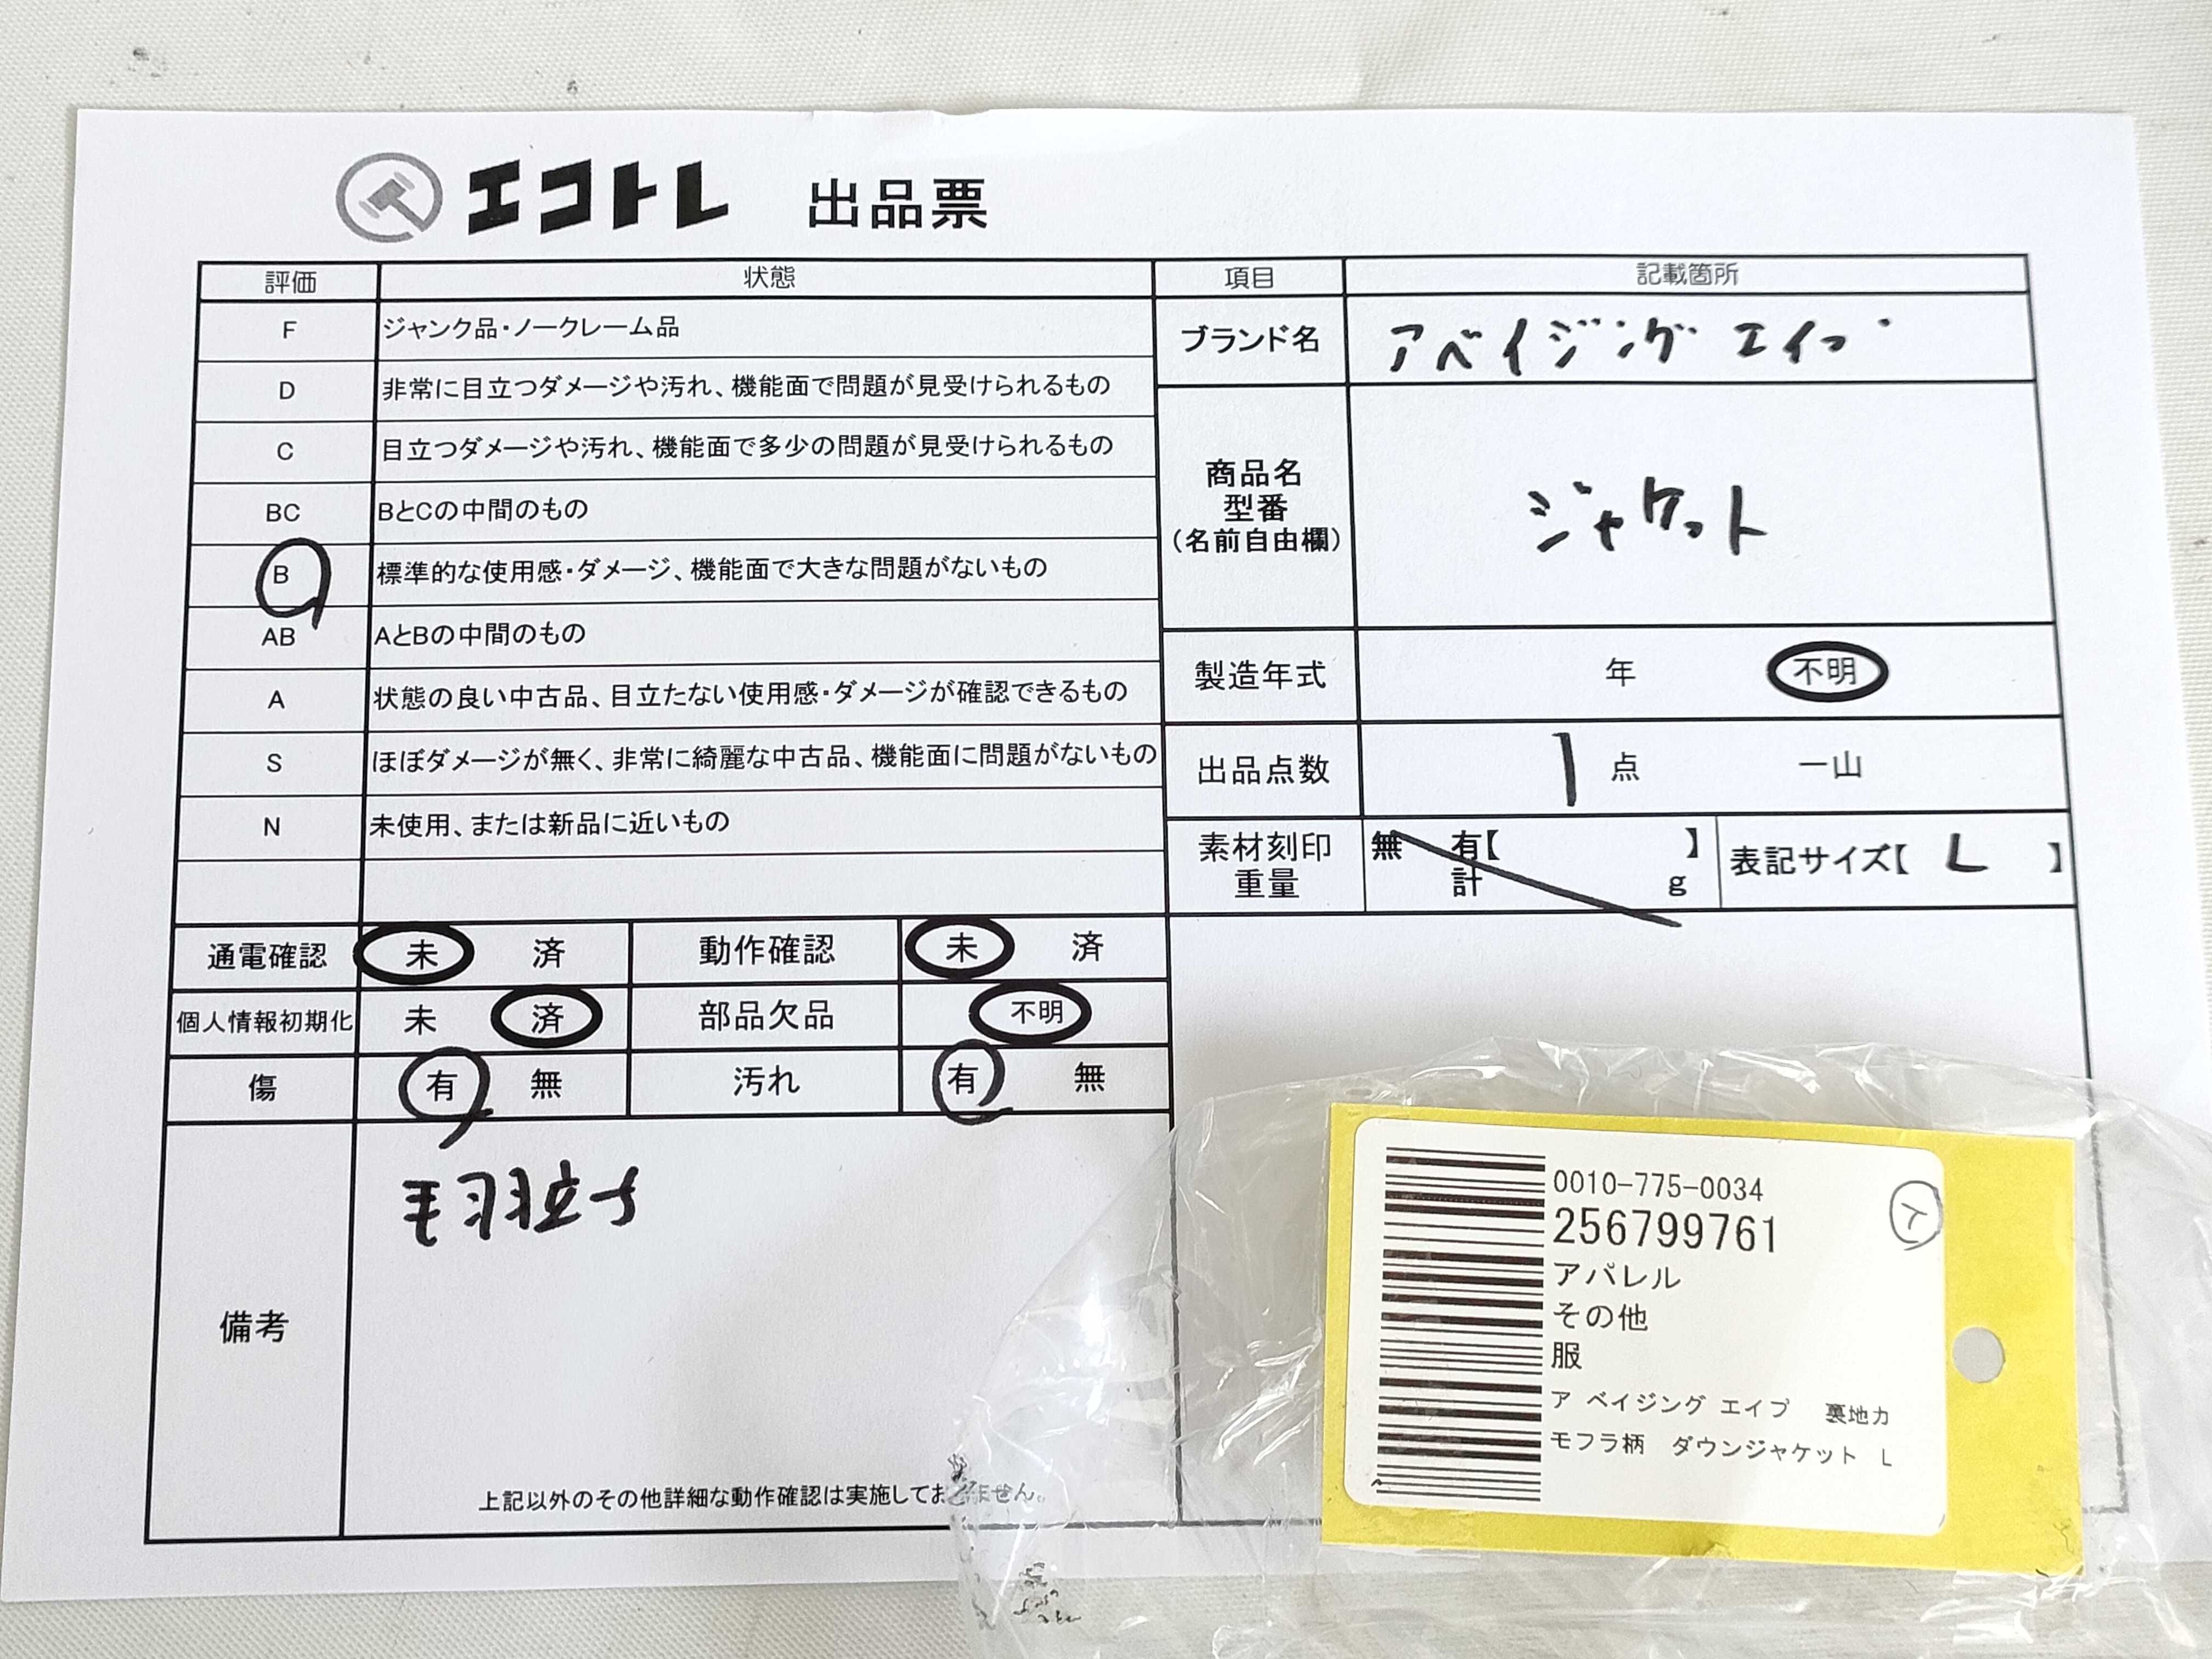 エコトレ 出品票
評価 状態
F ジャンク品・ノークレーム品
D 非常に目立つダメージや汚れ、機能面で問題が見受けられるもの
C 目立つダメージや汚れ、機能面で多少の問題が見受けられるもの
BC BとCの中間のもの
B 標準的な使用感・ダメージ、機能面で大きな問題がないもの
AB AとBの中間のもの
A 状態の良い中古品、目立たない使用感・ダメージが確認できるもの
S ほぼダメージが無く、非常に綺麗な中古品、機能面に問題がないもの
N 未使用、または新品に近いもの
項目 記載箇所
ブランド名 アベイジングエイプ
商品名
型番
(名前自由欄)
ジャケット
製造年式 年 不明
出品点数 1 点 一山
素材刻印 無 有【 】
重量 計 g
表記サイズ【 L 】
通電確認 未 済 動作確認 未 済
個人情報初期化 未 済 部品欠品 不明
傷 有 無 汚れ 有 無
備考
毛羽立ち
上記以外のその他詳細な動作確認は実施しておりません。
0010-775-0034
256799761
アパレル
その他
服
ア ベイジング エイプ 裏地カ
モフラ柄 ダウンジャケット L